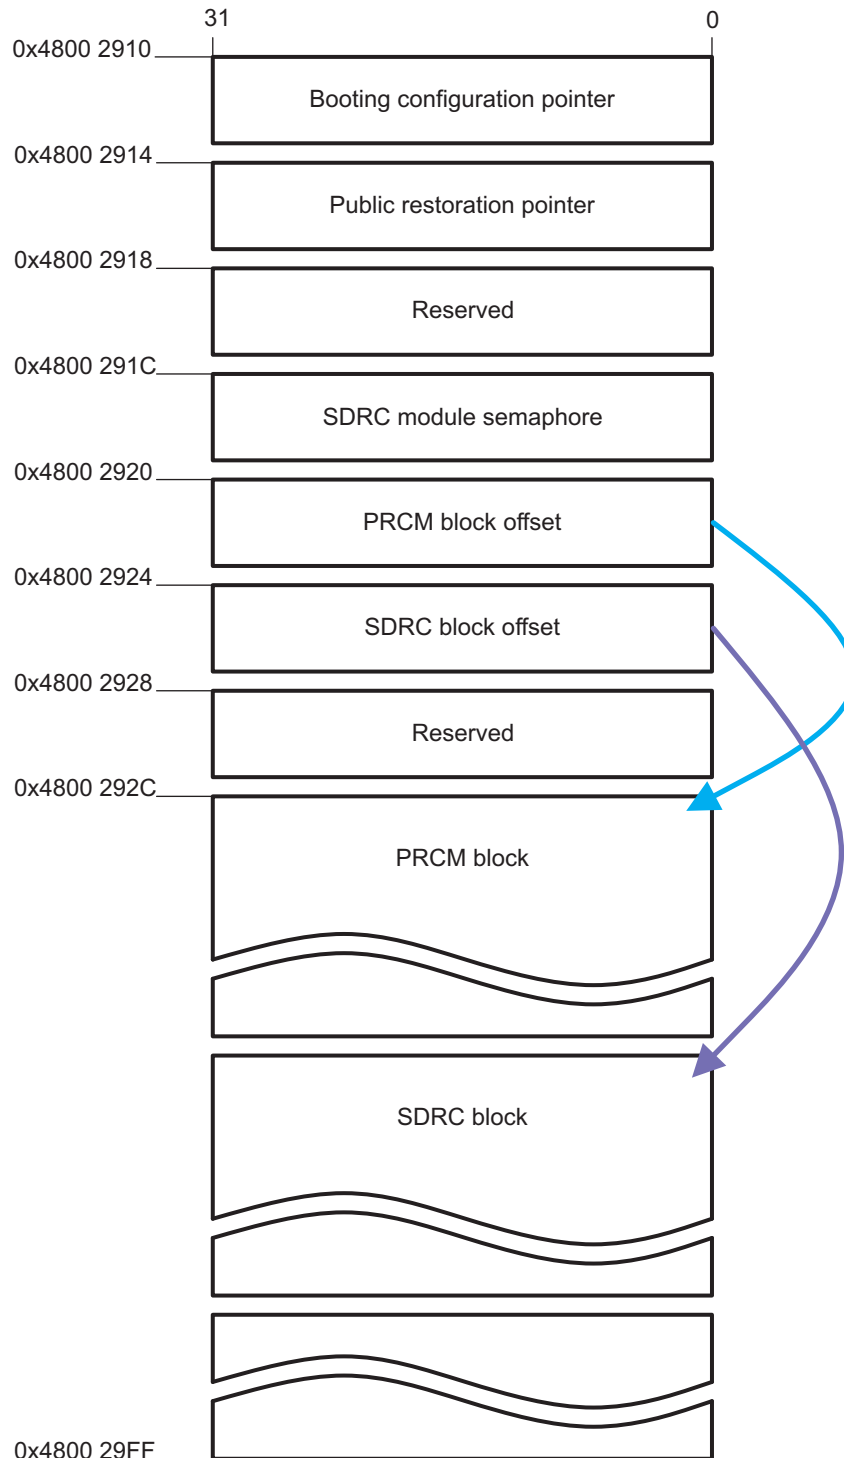 31 0
0x4800 2910
Booting configuration pointer
0x4800 2914
Public restoration pointer
0x4800 2918
Reserved
0x4800 291C
SDRC module semaphore
0x4800 2920
PRCM block offset
0x4800 2924
SDRC block offset
0x4800 2928
Reserved
0x4800 292C
PRCM block
SDRC block
0x4800 29FF